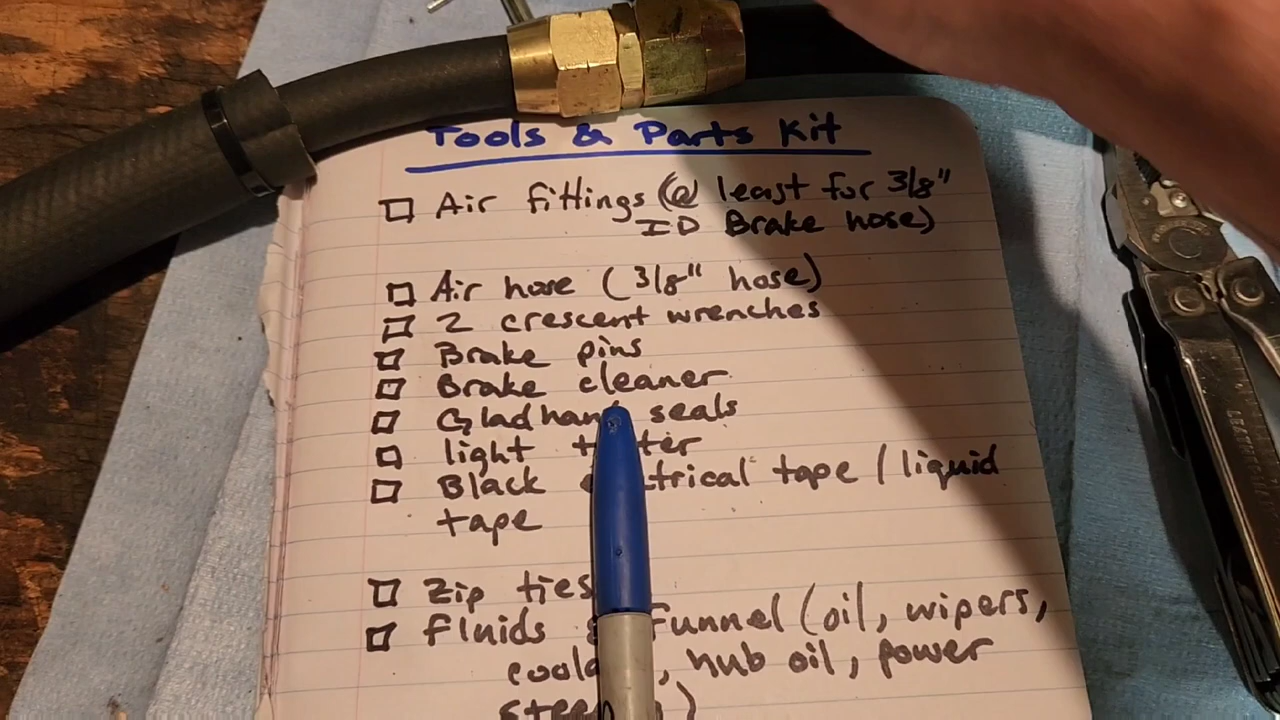 Tools & Parts Kit
Air fittings (@ least for 3/8"
ID Brake hose)
Air hose (3/8" hose)
2 crescent wrenches
Brake pins
Brake cleaner
Gladhand seals
light
Black tape / liquid
tape
Zip ties
Fluids Funnel (oil, wipers,
hub oil, power